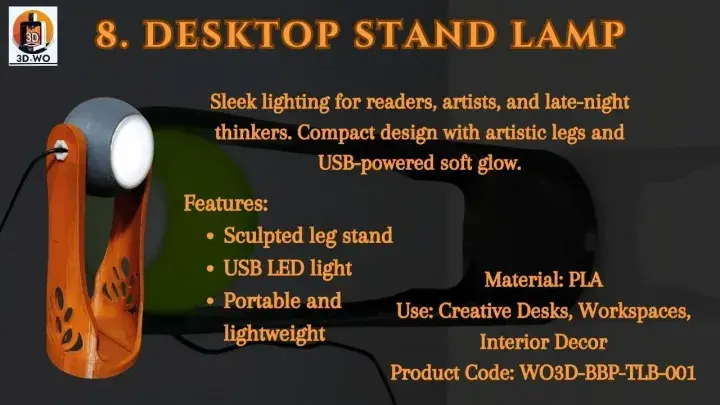 3D
3D-WO
8. DESKTOP STAND LAMP
Sleek lighting for readers, artists, and late-night
thinkers. Compact design with artistic legs and
USB-powered soft glow.
Features:
• Sculpted leg stand
• USB LED light
• Portable and
lightweight
Material: PLA
Use: Creative Desks, Workspaces,
Interior Decor
Product Code: WO3D-BBP-TLB-001